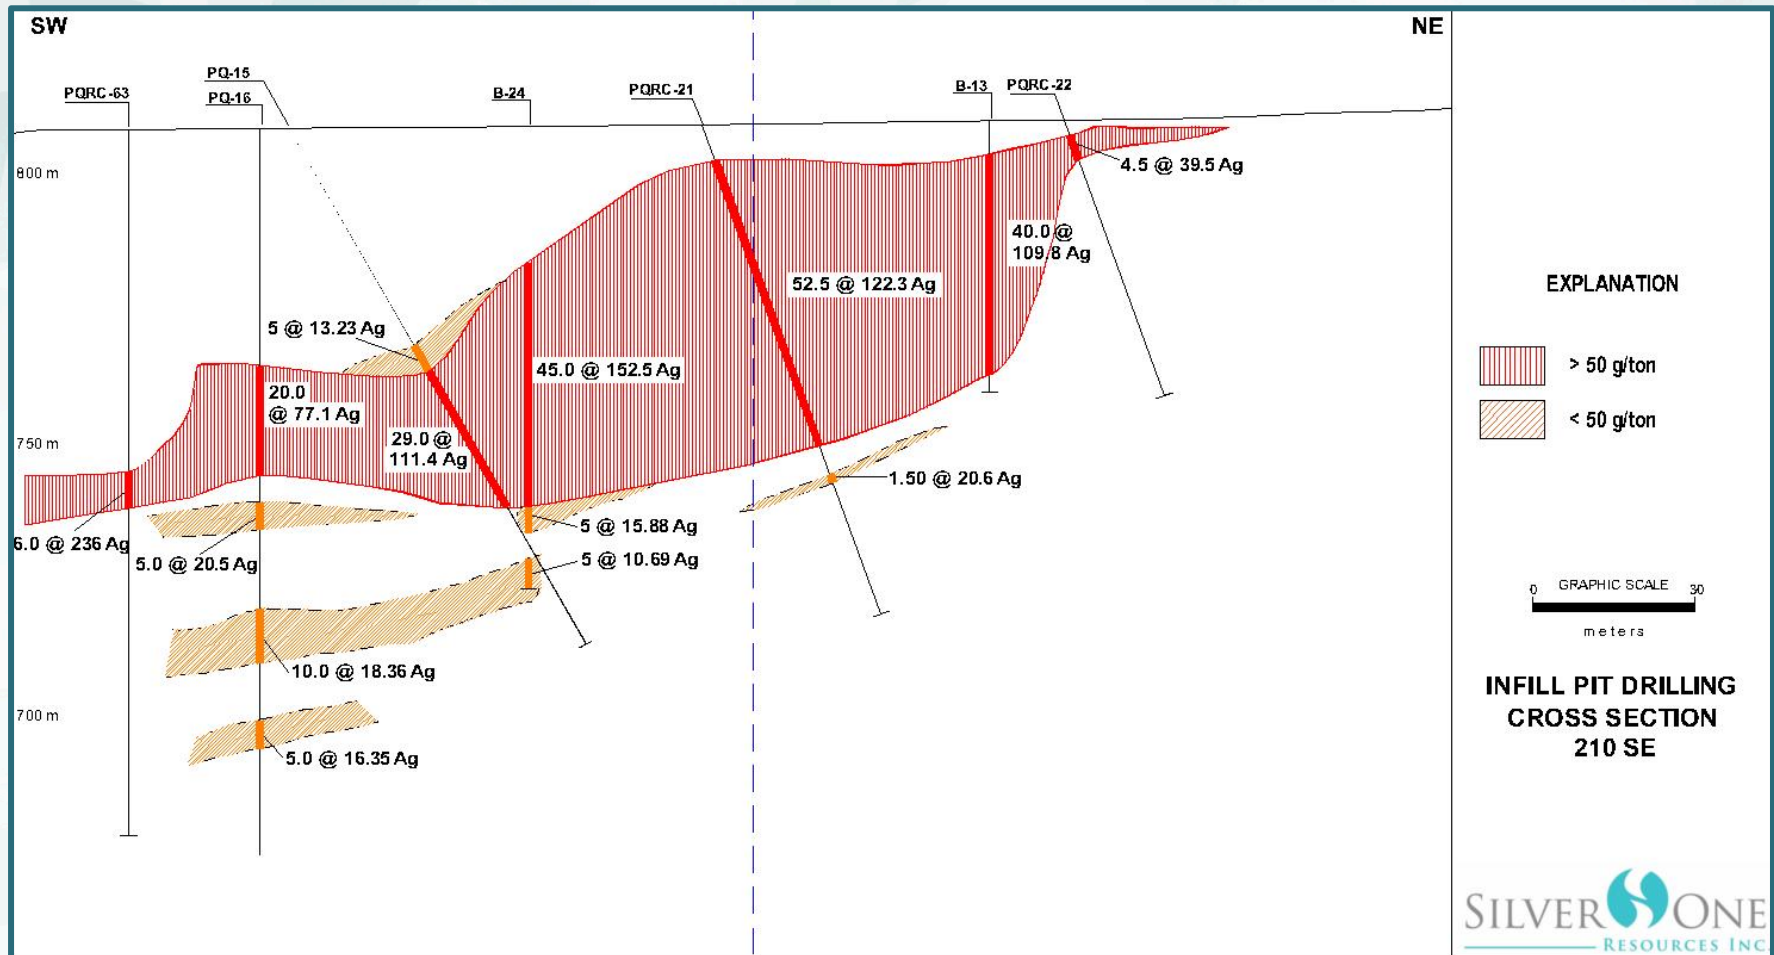 SW
NE
PQ-15
PQRC-63
PQ-16
B-24
PQRC-21
B-13
PQRC-22
800 m
4.5 @ 39.5 Ag
40.0 @
109.8 Ag
52.5 @ 122.3 Ag
5 @ 13.23 Ag
45.0 @ 152.5 Ag
20.0
@ 77.1 Ag
29.0 @
111.4 Ag
750 m
1.50 @ 20.6 Ag
5 @ 15.88 Ag
6.0 @ 236 Ag
5.0 @ 20.5 Ag
5 @ 10.69 Ag
10.0 @ 18.36 Ag
700 m
5.0 @ 16.35 Ag
EXPLANATION
> 50 g/ton
< 50 g/ton
0 GRAPHIC SCALE 30
meters
INFILL PIT DRILLING
CROSS SECTION
210 SE
SILVER ONE
RESOURCES INC.